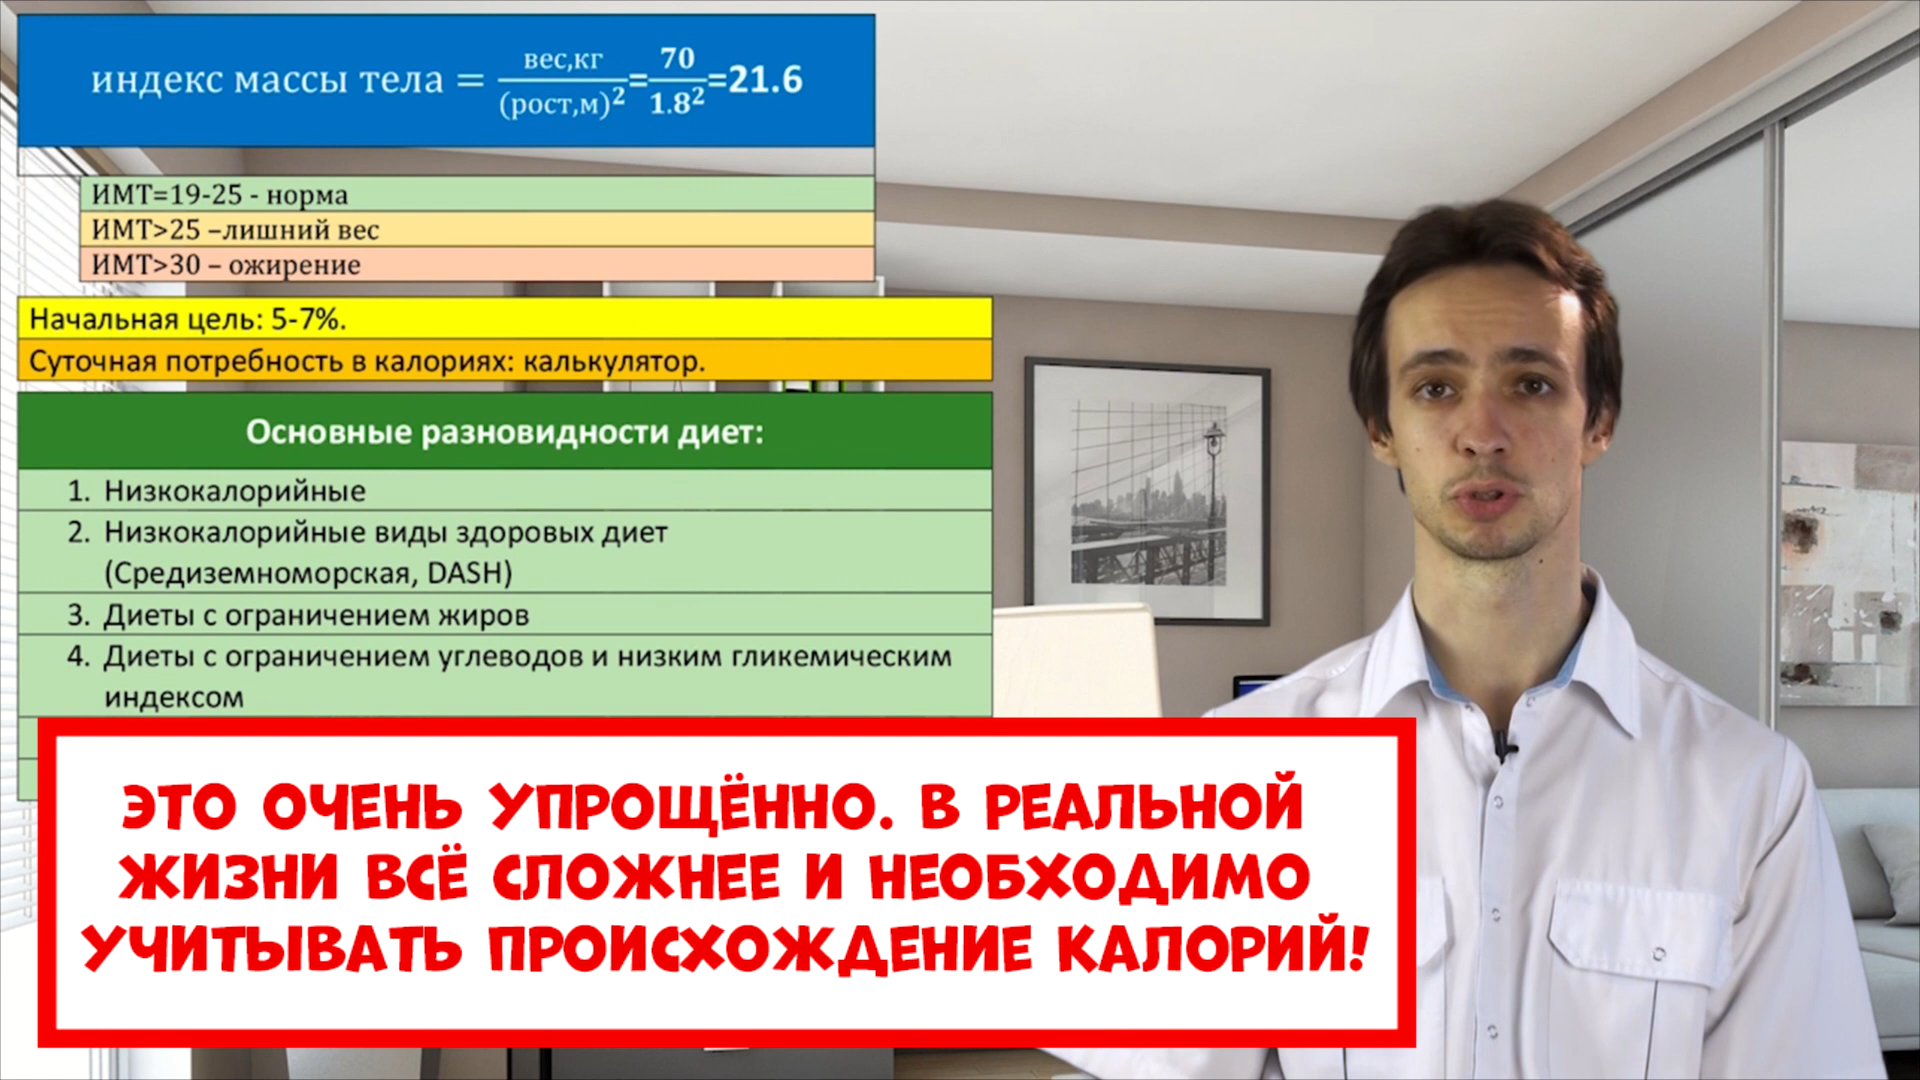 индекс массы тела = вес,кг/(рост,м)²=70/1.8²=21.6
ИМТ=19-25 - норма
ИМТ>25 –лишний вес
ИМТ>30 – ожирение
Начальная цель: 5-7%.
Суточная потребность в калориях: калькулятор.
Основные разновидности диет:
1. Низкокалорийные
2. Низкокалорийные виды здоровых диет
(Средиземноморская, DASH)
3. Диеты с ограничением жиров
4. Диеты с ограничением углеводов и низким гликемическим
индексом
ЭТО ОЧЕНЬ УПРОЩЁННО. В РЕАЛЬНОЙ
ЖИЗНИ ВСЁ СЛОЖНЕЕ И НЕОБХОДИМО
УЧИТЫВАТЬ ПРОИСХОЖДЕНИЕ КАЛОРИЙ!